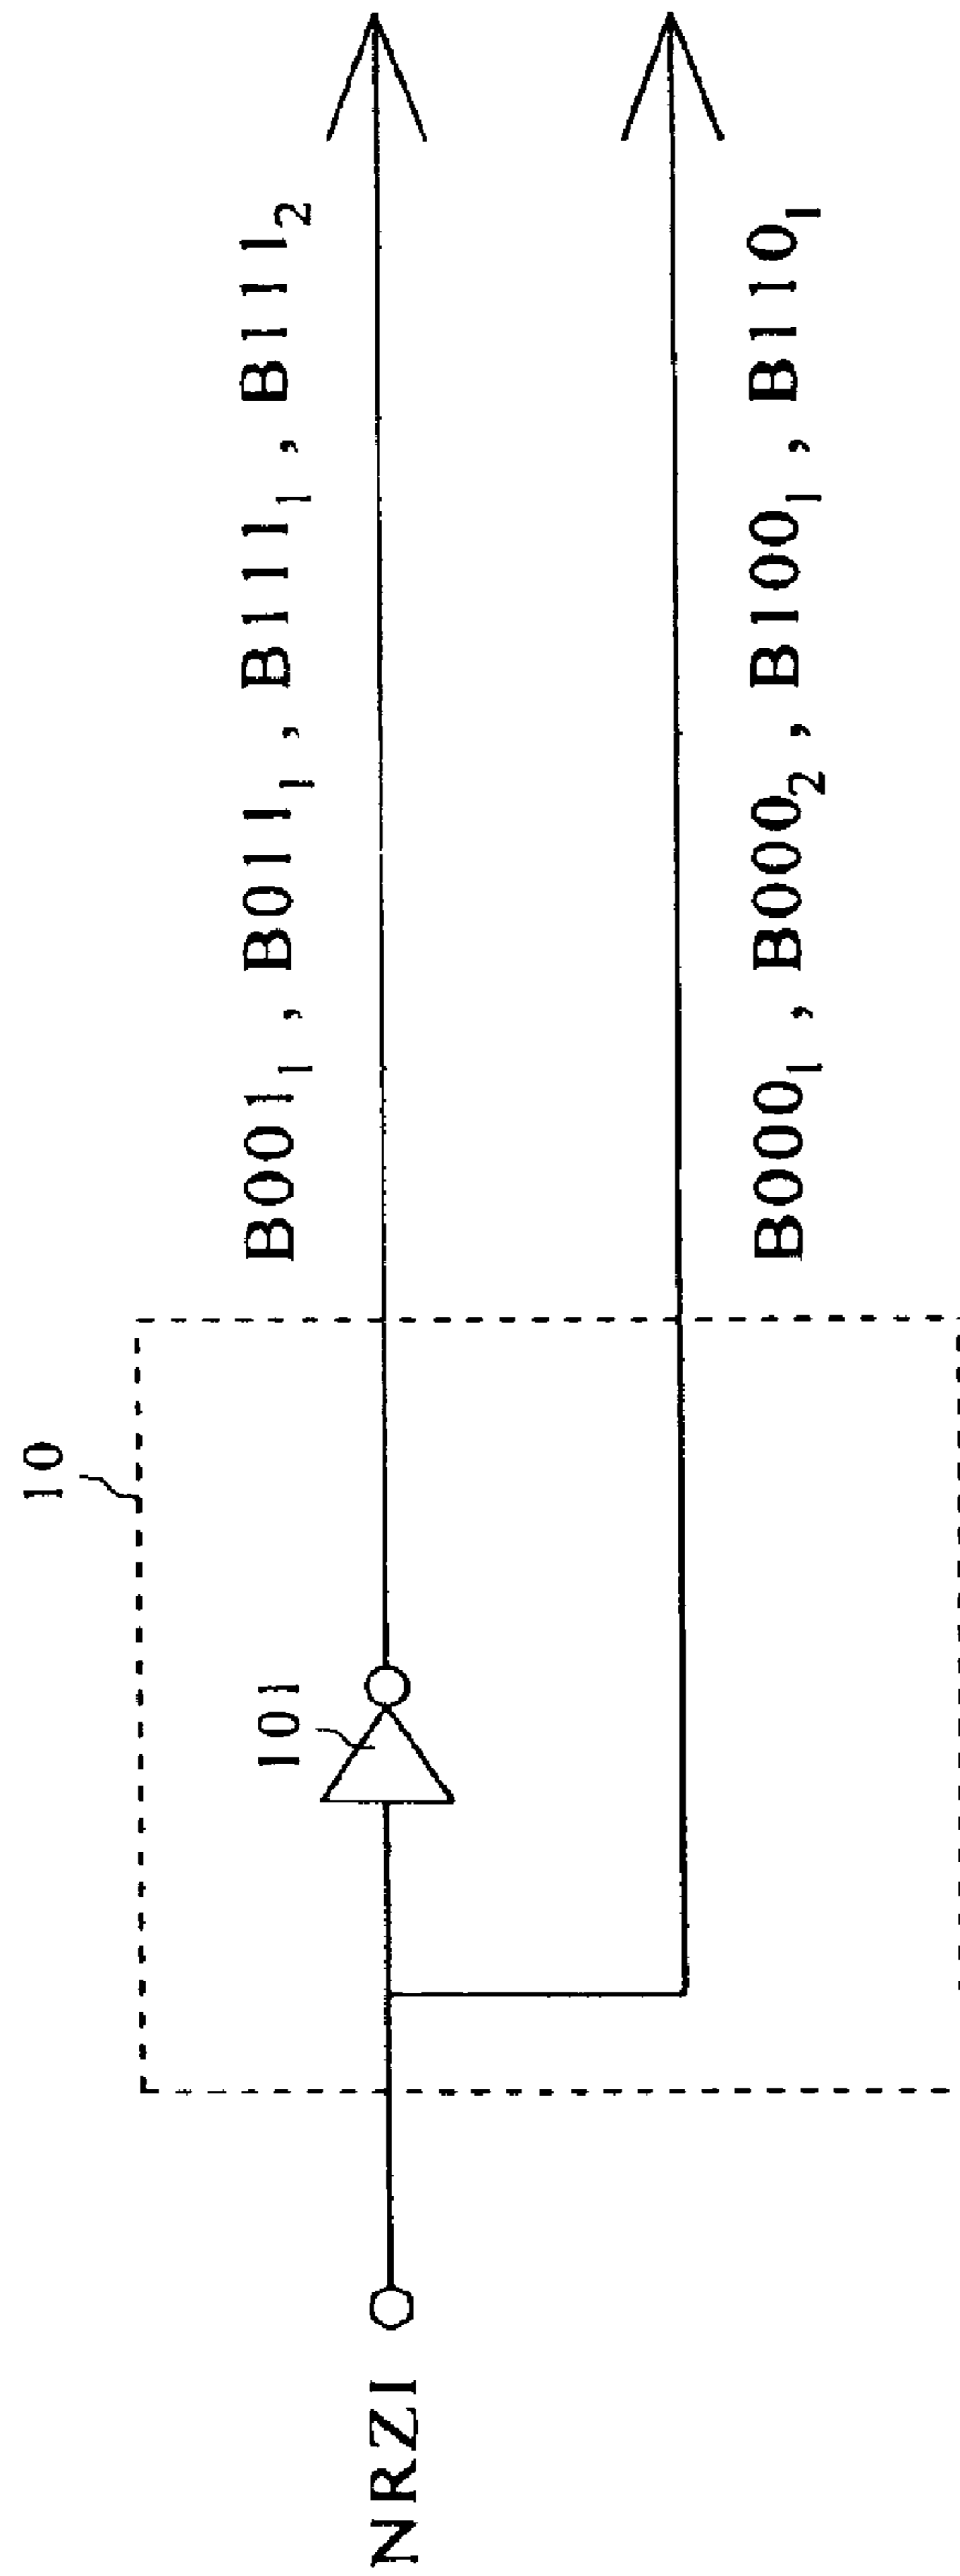 10
NRZI
101
B001₁, B011₁, B111₁, B111₂
B000₁, B000₂, B100₁, B110₁